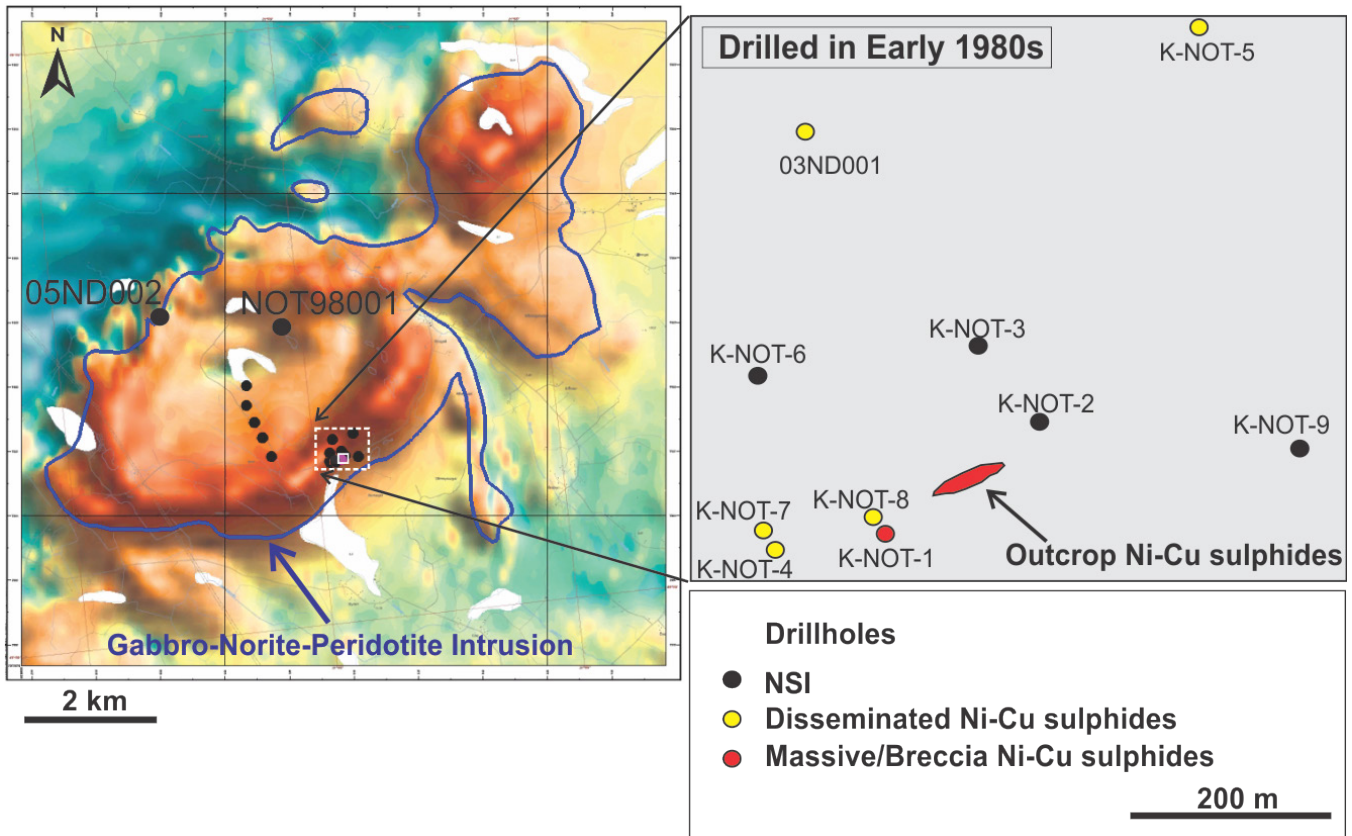 N
05ND002
NOT98001
Gabbro-Norite-Peridotite Intrusion
2 km
Drilled in Early 1980s
K-NOT-5
03ND001
K-NOT-3
K-NOT-6
K-NOT-2
K-NOT-9
K-NOT-7
K-NOT-8
K-NOT-4
K-NOT-1
Outcrop Ni-Cu sulphides
Drillholes
NSI
Disseminated Ni-Cu sulphides
Massive/Breccia Ni-Cu sulphides
200 m